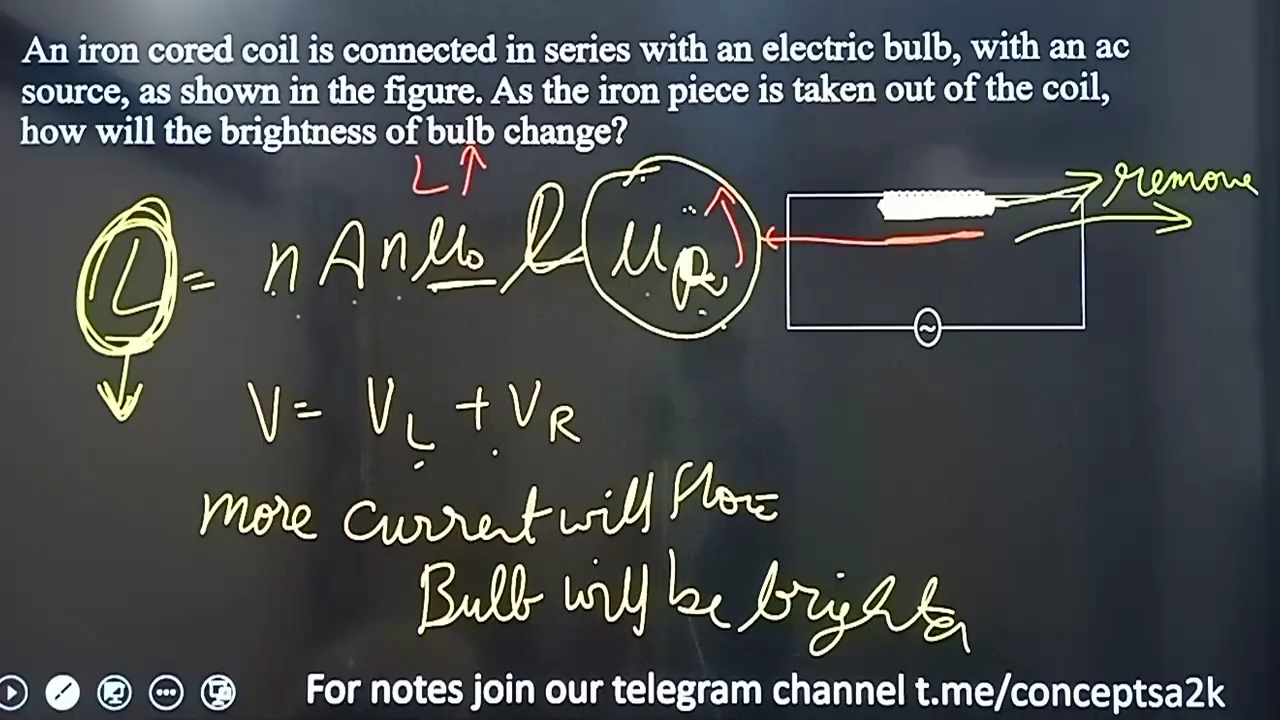 An iron cored coil is connected in series with an electric bulb, with an ac
source, as shown in the figure. As the iron piece is taken out of the coil,
how will the brightness of bulb change?
L ↑
remove
L = n A n μ₀ l μR
~
V = VL + VR
more current will flow
Bulb will be brighter
For notes join our telegram channel t.me/conceptsa2k